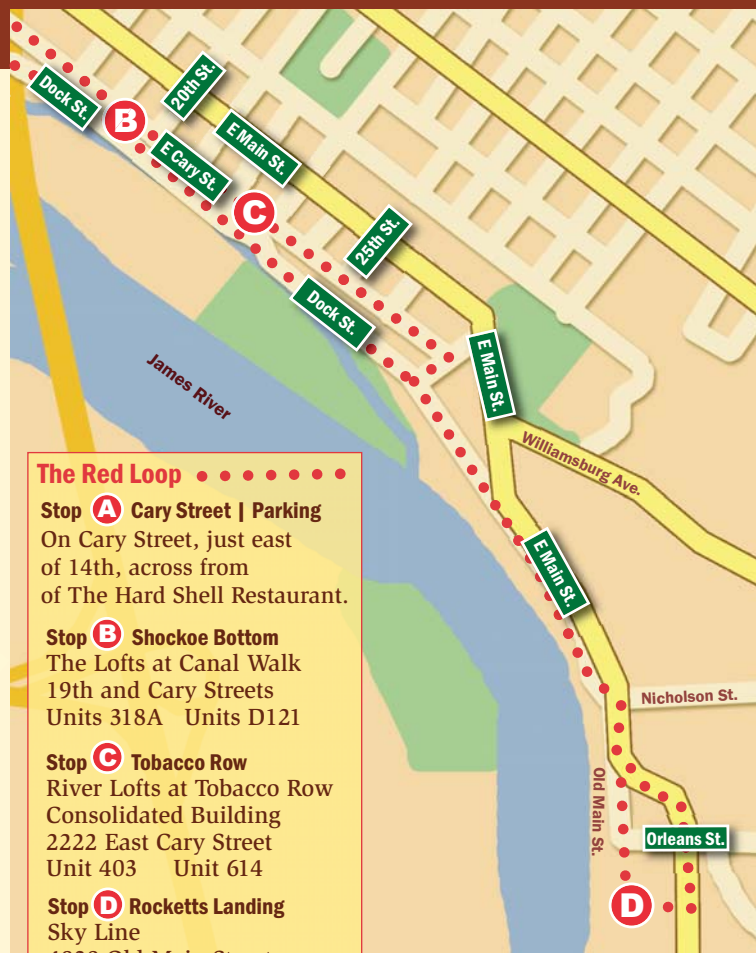 20th St.
Dock St.
B
E Main St.
E Cary St.
C
25th St.
Dock St.
E Main St.
James River
Williamsburg Ave.
E Main St.
Nicholson St.
Old Main St.
Orleans St.
D
The Red Loop
Stop A Cary Street | Parking
On Cary Street, just east
of 14th, across from
of The Hard Shell Restaurant.
Stop B Shockoe Bottom
The Lofts at Canal Walk
19th and Cary Streets
Units 318A Units D121
Stop C Tobacco Row
River Lofts at Tobacco Row
Consolidated Building
2222 East Cary Street
Unit 403 Unit 614
Stop D Rocketts Landing
Sky Line
Old Main Street